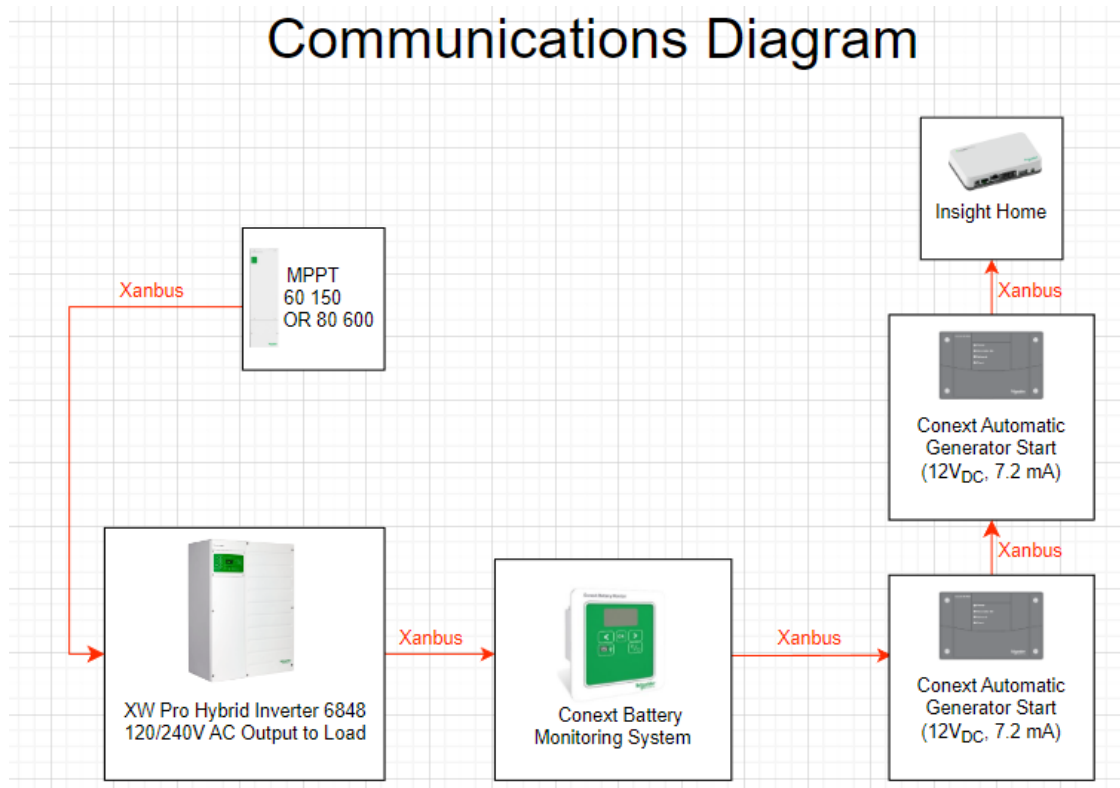 Communications Diagram
Insight Home
Xanbus
MPPT
60 150
OR 80 600
Xanbus
Conext Automatic
Generator Start
(12VDC, 7.2 mA)
Xanbus
XW Pro Hybrid Inverter 6848
120/240V AC Output to Load
Xanbus
Conext Battery
Monitoring System
Xanbus
Conext Automatic
Generator Start
(12VDC, 7.2 mA)